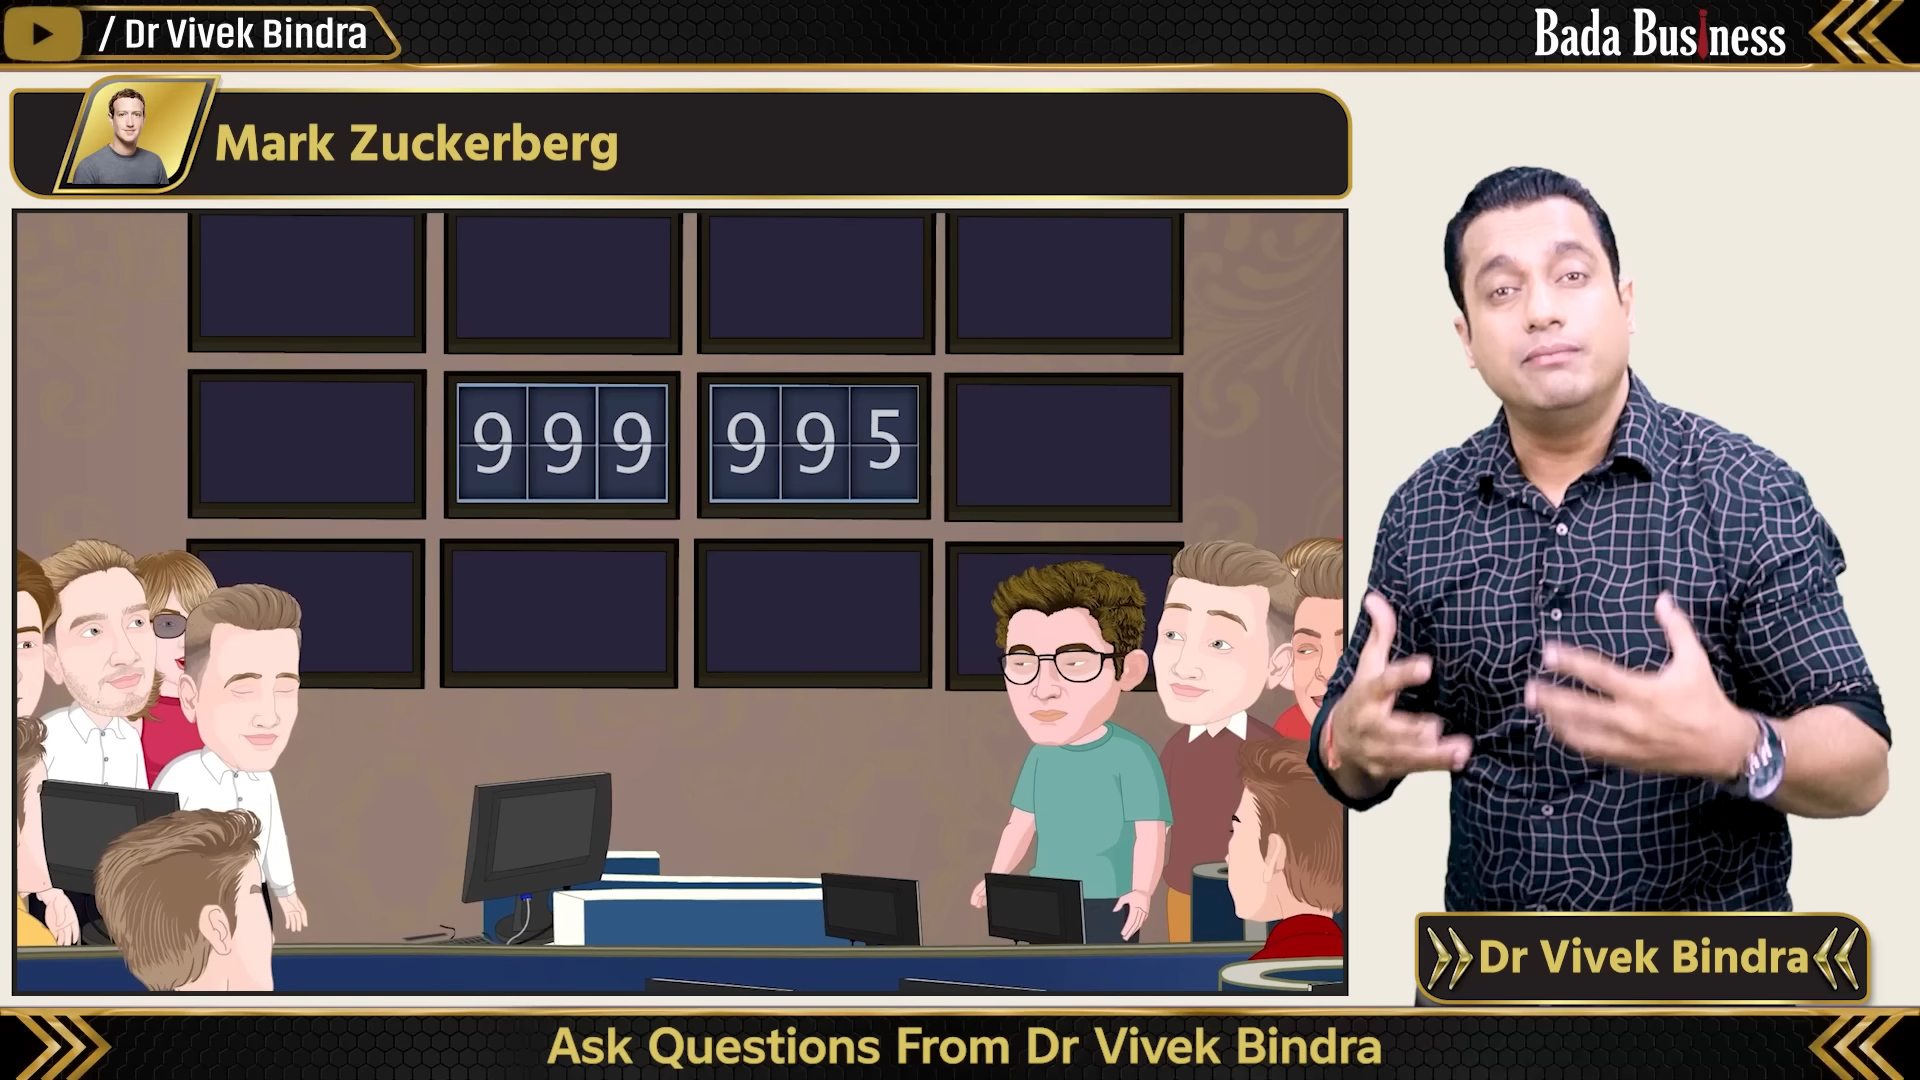 / Dr Vivek Bindra
Bada Business
Mark Zuckerberg
999 995
Dr Vivek Bindra
Ask Questions From Dr Vivek Bindra